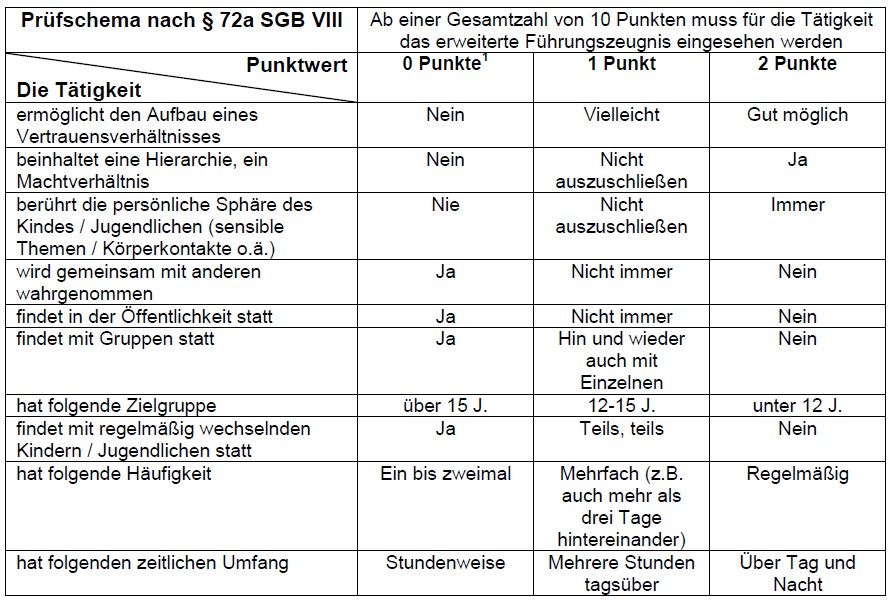 Prüfschema nach § 72a SGB VIII
Ab einer Gesamtzahl von 10 Punkten muss für die Tätigkeit
das erweiterte Führungszeugnis eingesehen werden
Punktwert
Die Tätigkeit
0 Punkte¹
1 Punkt
2 Punkte
ermöglicht den Aufbau eines
Vertrauensverhältnisses
Nein
Vielleicht
Gut möglich
beinhaltet eine Hierarchie, ein
Machtverhältnis
Nein
Nicht
auszuschließen
Ja
berührt die persönliche Sphäre des
Kindes / Jugendlichen (sensible
Themen / Körperkontakte o.ä.)
Nie
Nicht
auszuschließen
Immer
wird gemeinsam mit anderen
wahrgenommen
Ja
Nicht immer
Nein
findet in der Öffentlichkeit statt
Ja
Nicht immer
Nein
findet mit Gruppen statt
Ja
Hin und wieder
auch mit
Einzelnen
Nein
hat folgende Zielgruppe
über 15 J.
12-15 J.
unter 12 J.
findet mit regelmäßig wechselnden
Kindern / Jugendlichen statt
Ja
Teils, teils
Nein
hat folgende Häufigkeit
Ein bis zweimal
Mehrfach (z.B.
auch mehr als
drei Tage
hintereinander)
Regelmäßig
hat folgenden zeitlichen Umfang
Stundenweise
Mehrere Stunden
tagsüber
Über Tag und
Nacht